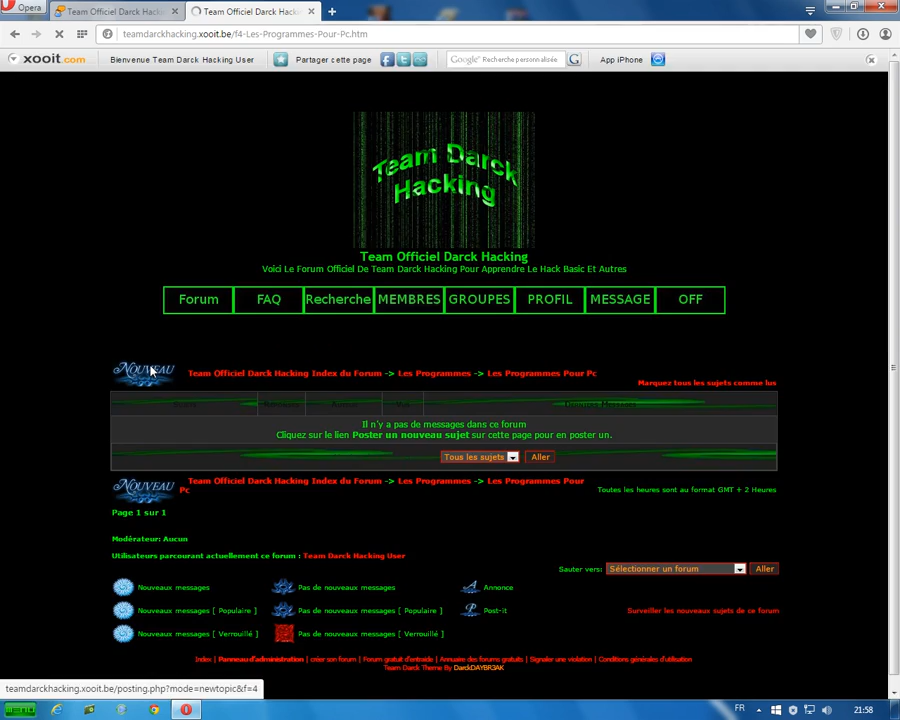 Opera
Team Officiel Darck Hacking
Team Officiel Darck Hackin
teamdarckhacking.xooit.be/f4-Les-Programmes-Pour-Pc.htm
xooit.com
Bienvenue Team Darck Hacking User
Partager cette page
Google™ Recherche personnalisée
G
App iPhone
Team Darck
Hacking
Team Officiel Darck Hacking
Voici Le Forum Officiel De Team Darck Hacking Pour Apprendre Le Hack Basic Et Autres
Forum
FAQ
Recherche
MEMBRES
GROUPES
PROFIL
MESSAGE
OFF
NOUVEAU
Team Officiel Darck Hacking Index du Forum -> Les Programmes -> Les Programmes Pour Pc
Marquez tous les sujets comme lus
Il n'y a pas de messages dans ce forum
Cliquez sur le lien Poster un nouveau sujet sur cette page pour en poster un.
Tous les sujets
Aller
NOUVEAU
Team Officiel Darck Hacking Index du Forum -> Les Programmes -> Les Programmes Pour
Pc
Toutes les heures sont au format GMT + 2 Heures
Page 1 sur 1
Modérateur: Aucun
Utilisateurs parcourant actuellement ce forum : Team Darck Hacking User
Sauter vers:
Sélectionner un forum
Aller
Nouveaux messages
Pas de nouveaux messages
Annonce
Nouveaux messages [ Populaire ]
Pas de nouveaux messages [ Populaire ]
Post-it
Surveiller les nouveaux sujets de ce forum
Nouveaux messages [ Verrouillé ]
Pas de nouveaux messages [ Verrouillé ]
Index | Panneau d'administration | créer son forum | Forum gratuit d'entraide | Annuaire des forums gratuits | Signaler une violation | Conditions générales d'utilisation
Team Darck Theme By DarckDAYBR3AK
teamdarckhacking.xooit.be/posting.php?mode=newtopic&f=4
FR
21:58